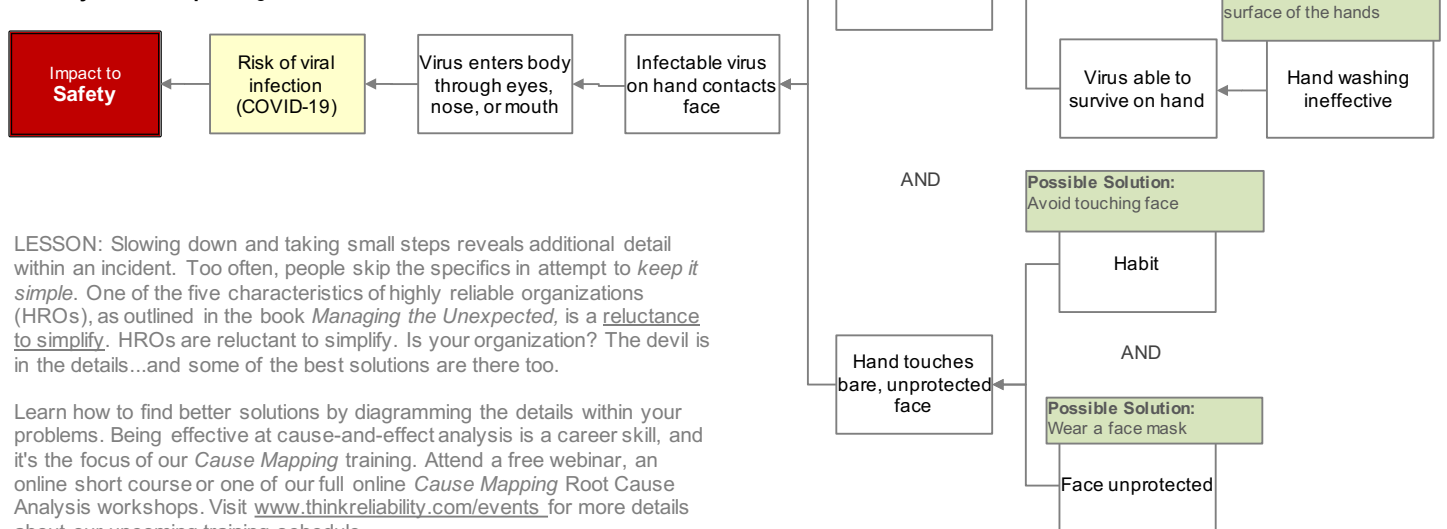 surface of the hands
Impact to
Safety
Risk of viral
infection
(COVID-19)
Virus enters body
through eyes,
nose, or mouth
Infectable virus
on hand contacts
face
Virus able to
survive on hand
Hand washing
ineffective
AND
Possible Solution:
Avoid touching face
Habit
LESSON: Slowing down and taking small steps reveals additional detail
within an incident. Too often, people skip the specifics in attempt to keep it
simple. One of the five characteristics of highly reliable organizations
(HROs), as outlined in the book Managing the Unexpected, is a reluctance
to simplify. HROs are reluctant to simplify. Is your organization? The devil is
in the details...and some of the best solutions are there too.
AND
Hand touches
bare, unprotected
face
Possible Solution:
Wear a face mask
Face unprotected
Learn how to find better solutions by diagramming the details within your
problems. Being effective at cause-and-effect analysis is a career skill, and
it's the focus of our Cause Mapping training. Attend a free webinar, an
online short course or one of our full online Cause Mapping Root Cause
Analysis workshops. Visit www.thinkreliability.com/events for more details
about our upcoming training schedule.